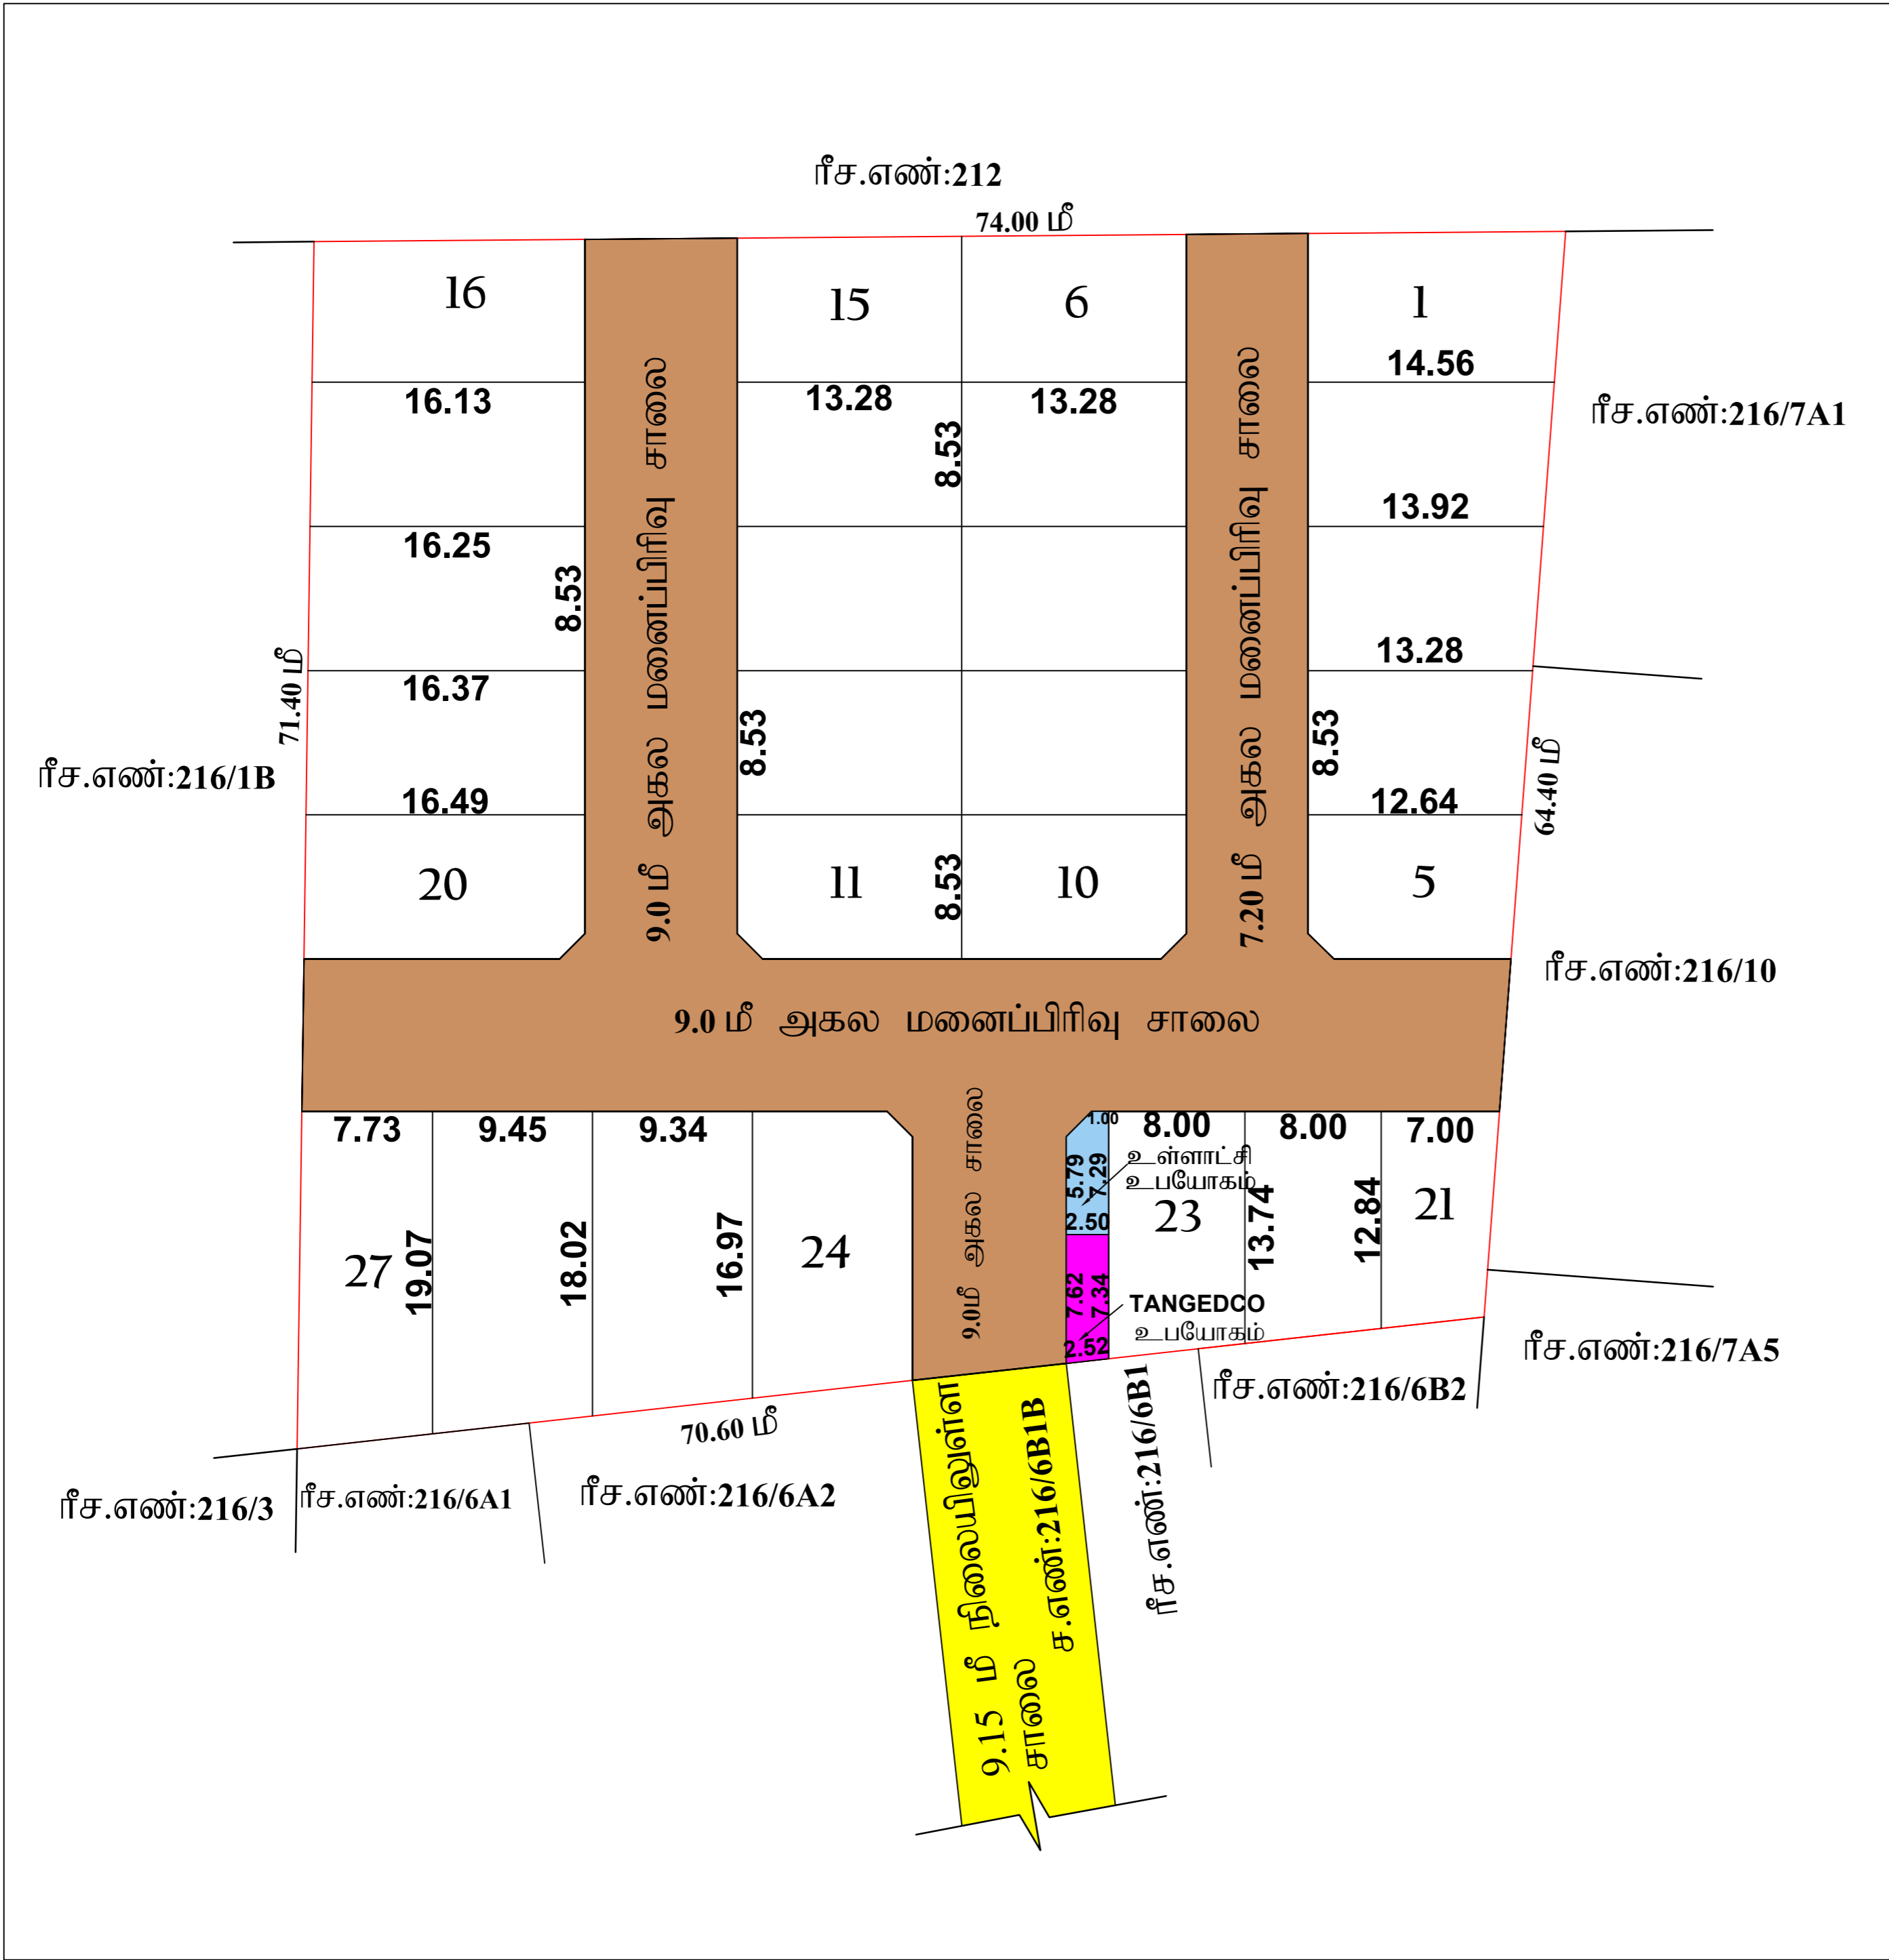 ரீ.ச.எண்:212
74.00 மீ
16
15
6
1
14.56
16.13
13.28
13.28
ரீ.ச.எண்:216/7A1
8.53
13.92
16.25
8.53
13.28
16.37
71.40 மீ
8.53
8.53
64.40 மீ
ரீ.ச.எண்:216/1B
16.49
12.64
20
11
8.53
10
5
9.0 மீ அகல மனைப்பிரிவு சாலை
7.20 மீ அகல மனைப்பிரிவு சாலை
ரீ.ச.எண்:216/10
9.0 மீ அகல மனைப்பிரிவு சாலை
7.73
9.45
9.34
1.00
8.00
8.00
7.00
9.0மீ அகல சாலை
5.79
7.29
உள்ளாட்சி
உபயோகம்
2.50
23
13.74
12.84
21
27
19.07
18.02
16.97
24
7.62
7.34
TANGEDCO
உபயோகம்
2.52
ரீ.ச.எண்:216/7A5
ரீ.ச.எண்:216/6B2
ரீ.ச.எண்:216/6B1
70.60 மீ
ரீ.ச.எண்:216/3
ரீ.ச.எண்:216/6A1
ரீ.ச.எண்:216/6A2
9.15 மீ நிலையிலுள்ள
சாலை
ச.எண்:216/6B1B